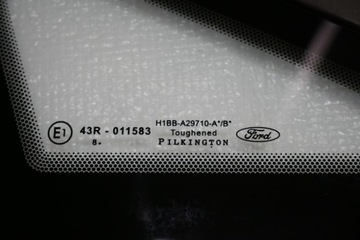 H1BB-A29710-A*/B*
E1 43R - 011583 Toughened Ford
8. PILKINGTON